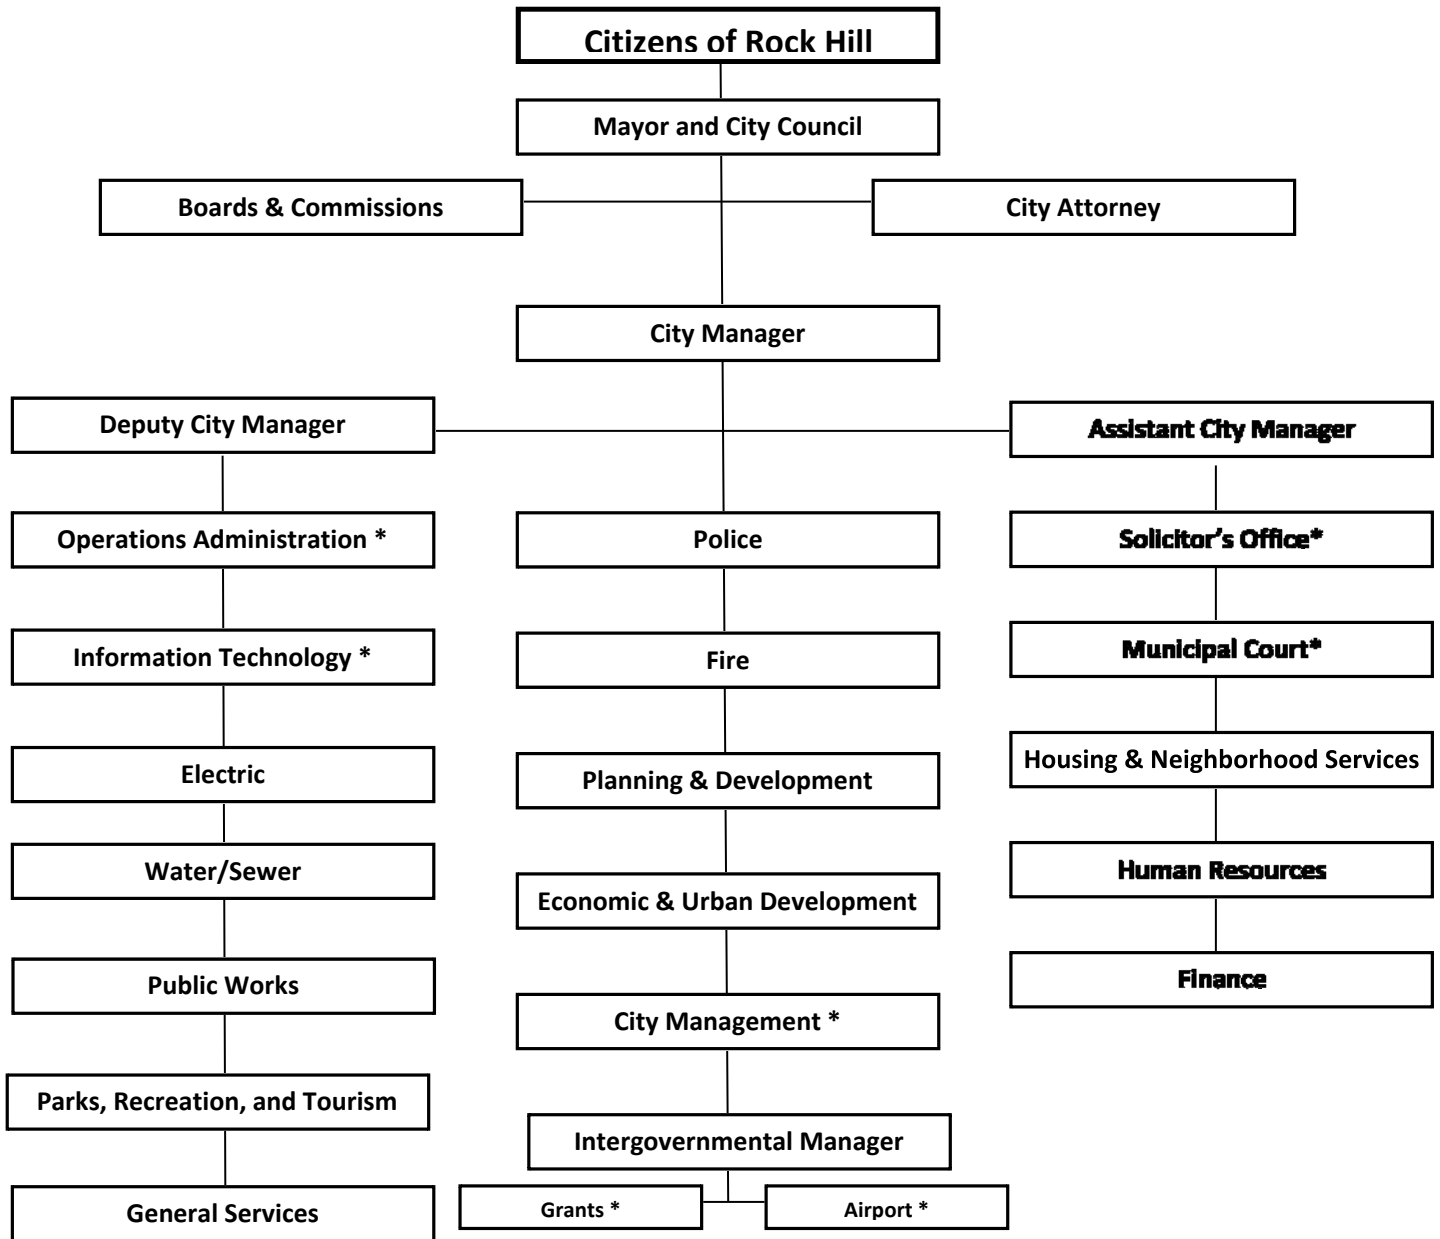 Citizens of Rock Hill
Mayor and City Council
Boards & Commissions
City Attorney
City Manager
Deputy City Manager
Assistant City Manager
Operations Administration *
Police
Solicitor's Office*
Information Technology *
Fire
Municipal Court*
Electric
Planning & Development
Housing & Neighborhood Services
Water/Sewer
Economic & Urban Development
Human Resources
Public Works
City Management *
Finance
Parks, Recreation, and Tourism
Intergovernmental Manager
General Services
Grants *
Airport *